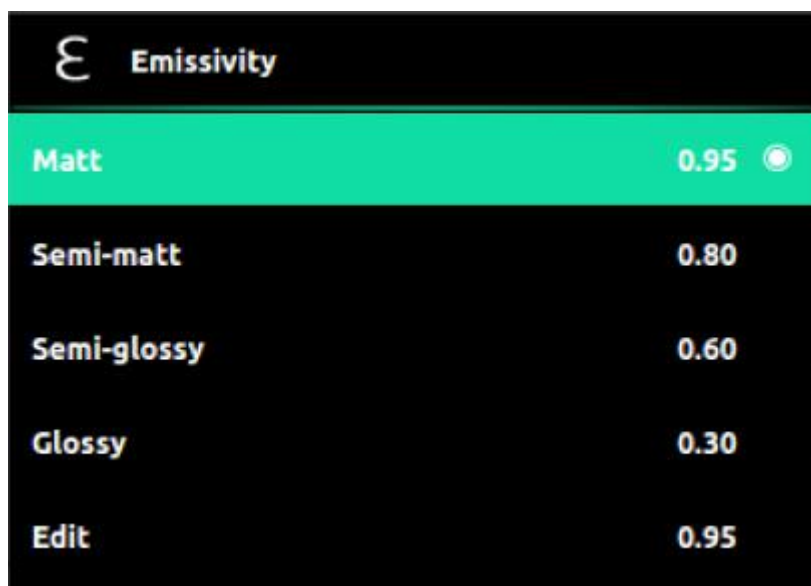 ε Emissivity
Matt 0.95
Semi-matt 0.80
Semi-glossy 0.60
Glossy 0.30
Edit 0.95